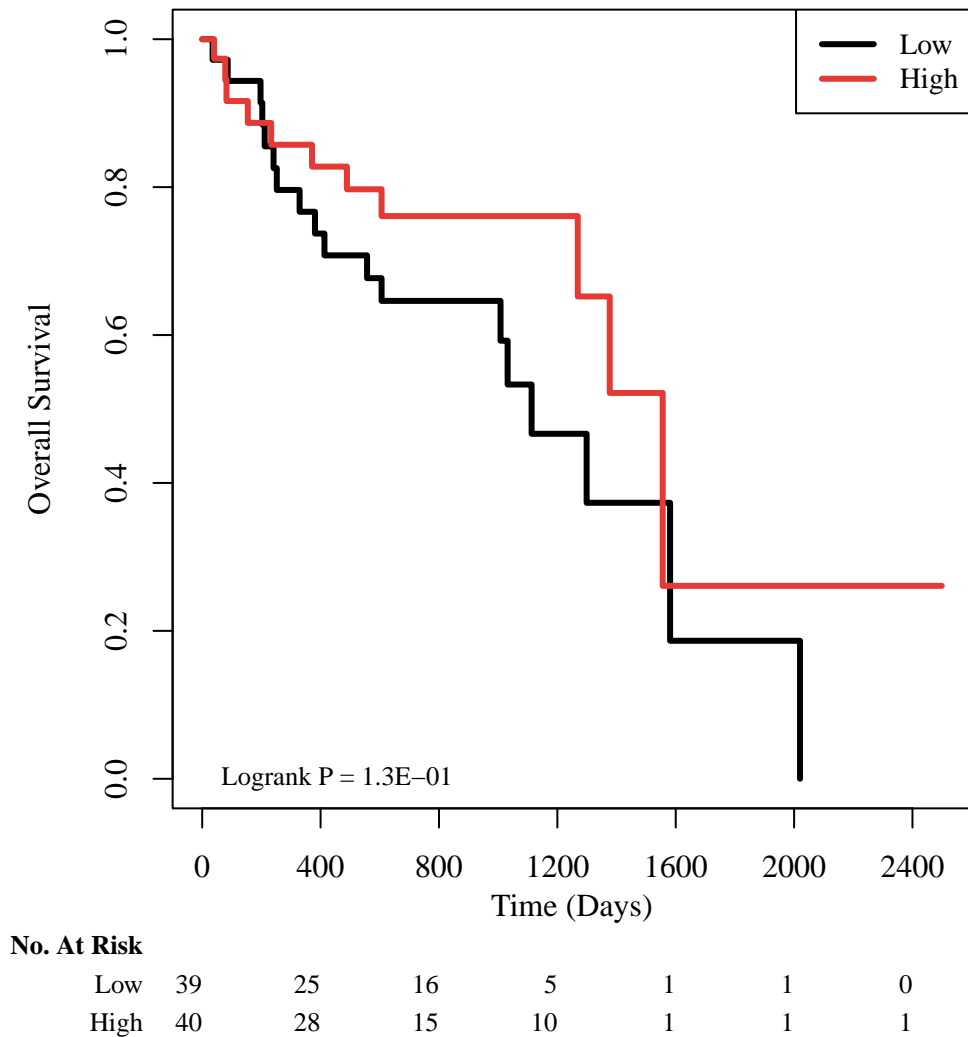 Low
High
1.0
0.8
0.6
0.4
0.2
0.0
Overall Survival
Logrank P = 1.3E−01
0 400 800 1200 1600 2000 2400
Time (Days)
No. At Risk
Low 39 25 16 5 1 1 0
High 40 28 15 10 1 1 1